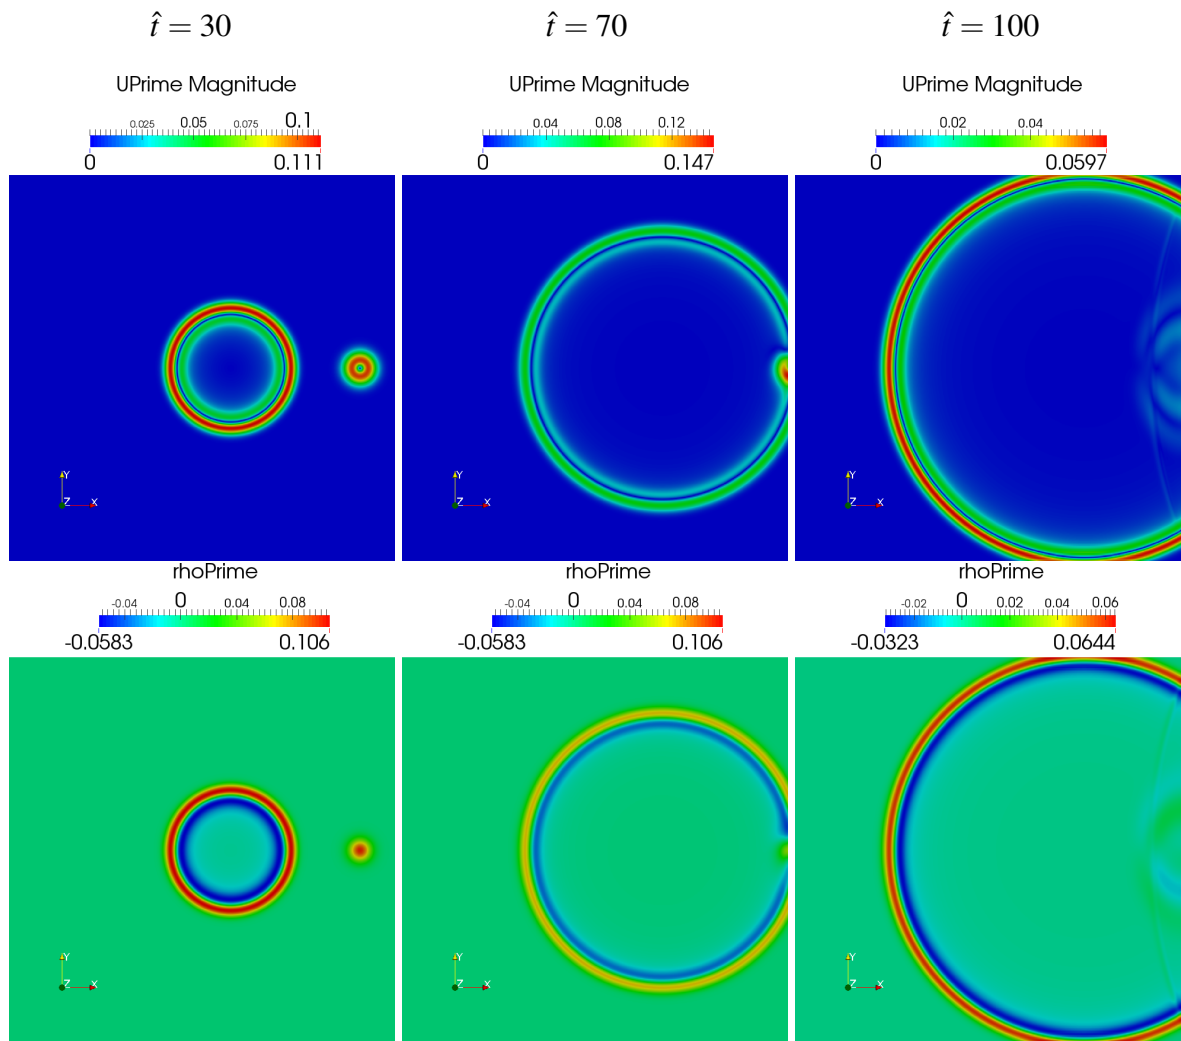 t̂ = 30 t̂ = 70 t̂ = 100
UPrime Magnitude UPrime Magnitude UPrime Magnitude
0.025 0.05 0.075 0.1 0.04 0.08 0.12 0.02 0.04
0 0.111 0 0.147 0 0.0597
Y Y Y
Z X Z X Z X
rhoPrime rhoPrime rhoPrime
-0.04 0 0.04 0.08 -0.04 0 0.04 0.08 -0.02 0 0.02 0.04 0.06
-0.0583 0.106 -0.0583 0.106 -0.0323 0.0644
Y Y Y
Z X Z X Z X